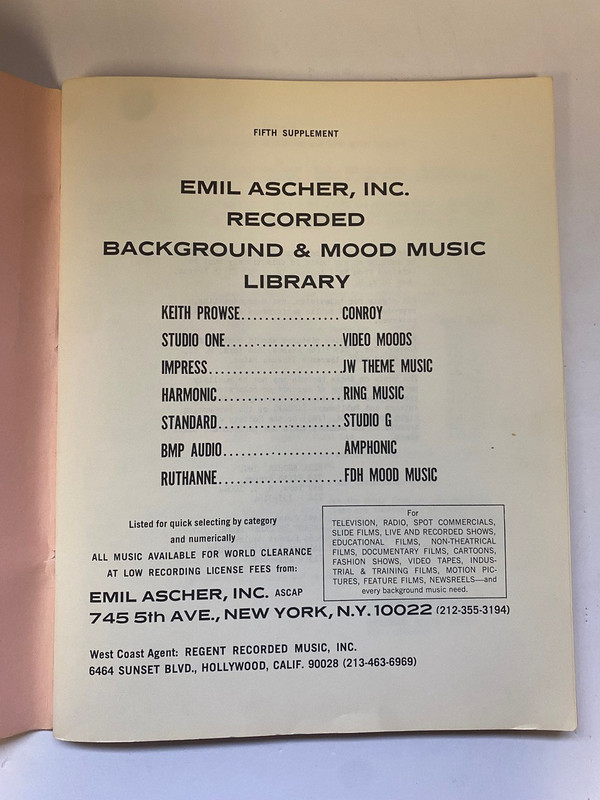 FIFTH SUPPLEMENT
EMIL ASCHER, INC.
RECORDED
BACKGROUND & MOOD MUSIC
LIBRARY
KEITH PROWSE.................CONROY
STUDIO ONE....................VIDEO MOODS
IMPRESS.......................JW THEME MUSIC
HARMONIC.....................RING MUSIC
STANDARD.....................STUDIO G
BMP AUDIO....................AMPHONIC
RUTHANNE.....................FDH MOOD MUSIC
Listed for quick selecting by category
and numerically
ALL MUSIC AVAILABLE FOR WORLD CLEARANCE
AT LOW RECORDING LICENSE FEES from:
For
TELEVISION, RADIO, SPOT COMMERCIALS,
SLIDE FILMS, LIVE AND RECORDED SHOWS,
EDUCATIONAL FILMS, NON-THEATRICAL
FILMS, DOCUMENTARY FILMS, CARTOONS,
FASHION SHOWS, VIDEO TAPES, INDUS-
TRIAL & TRAINING FILMS, MOTION PIC-
TURES, FEATURE FILMS, NEWSREELS—and
every background music need.
EMIL ASCHER, INC. ASCAP
745 5th AVE., NEW YORK, N.Y. 10022 (212-355-3194)
West Coast Agent: REGENT RECORDED MUSIC, INC.
6464 SUNSET BLVD., HOLLYWOOD, CALIF. 90028 (213-463-6969)